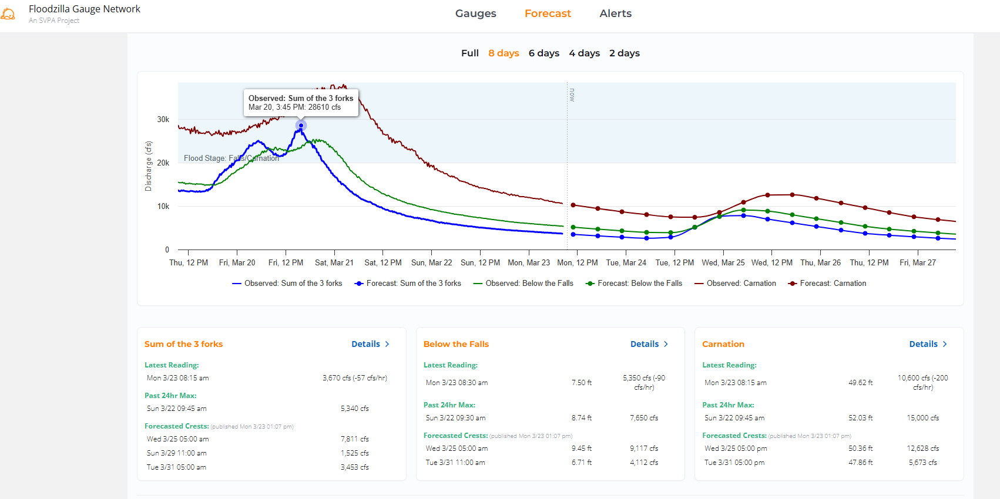 Floodzilla Gauge Network
An SVPA Project
Gauges Forecast Alerts
Full 8 days 6 days 4 days 2 days
Observed: Sum of the 3 forks
Mar 20, 3:45 PM: 28610 cfs
now
Discharge (cfs)
30k
20k
10k
0
Flood Stage: Falls/Carnation
Thu, 12 PM Fri, Mar 20 Fri, 12 PM Sat, Mar 21 Sat, 12 PM Sun, Mar 22 Sun, 12 PM Mon, Mar 23 Mon, 12 PM Tue, Mar 24 Tue, 12 PM Wed, Mar 25 Wed, 12 PM Thu, Mar 26 Thu, 12 PM Fri, Mar 27
Observed: Sum of the 3 forks Forecast: Sum of the 3 forks Observed: Below the Falls Forecast: Below the Falls Observed: Carnation Forecast: Carnation
Sum of the 3 forks Details >
Latest Reading:
Mon 3/23 08:15 am 3,670 cfs (-57 cfs/hr)
Past 24hr Max:
Sun 3/22 09:45 am 5,340 cfs
Forecasted Crests: (published Mon 3/23 01:07 pm)
Wed 3/25 05:00 am 7,811 cfs
Sun 3/29 11:00 am 1,525 cfs
Tue 3/31 05:00 am 3,453 cfs
Below the Falls Details >
Latest Reading:
Mon 3/23 08:30 am 7.50 ft 5,350 cfs (-90
cfs/hr)
Past 24hr Max:
Sun 3/22 09:30 am 8.74 ft 7,650 cfs
Forecasted Crests: (published Mon 3/23 01:07 pm)
Wed 3/25 05:00 am 9.45 ft 9,117 cfs
Tue 3/31 11:00 am 6.71 ft 4,112 cfs
Carnation Details >
Latest Reading:
Mon 3/23 08:15 am 49.62 ft 10,600 cfs (-200
cfs/hr)
Past 24hr Max:
Sun 3/22 09:45 am 52.03 ft 15,000 cfs
Forecasted Crests: (published Mon 3/23 01:07 pm)
Wed 3/25 05:00 pm 50.36 ft 12,628 cfs
Tue 3/31 05:00 pm 47.86 ft 5,673 cfs